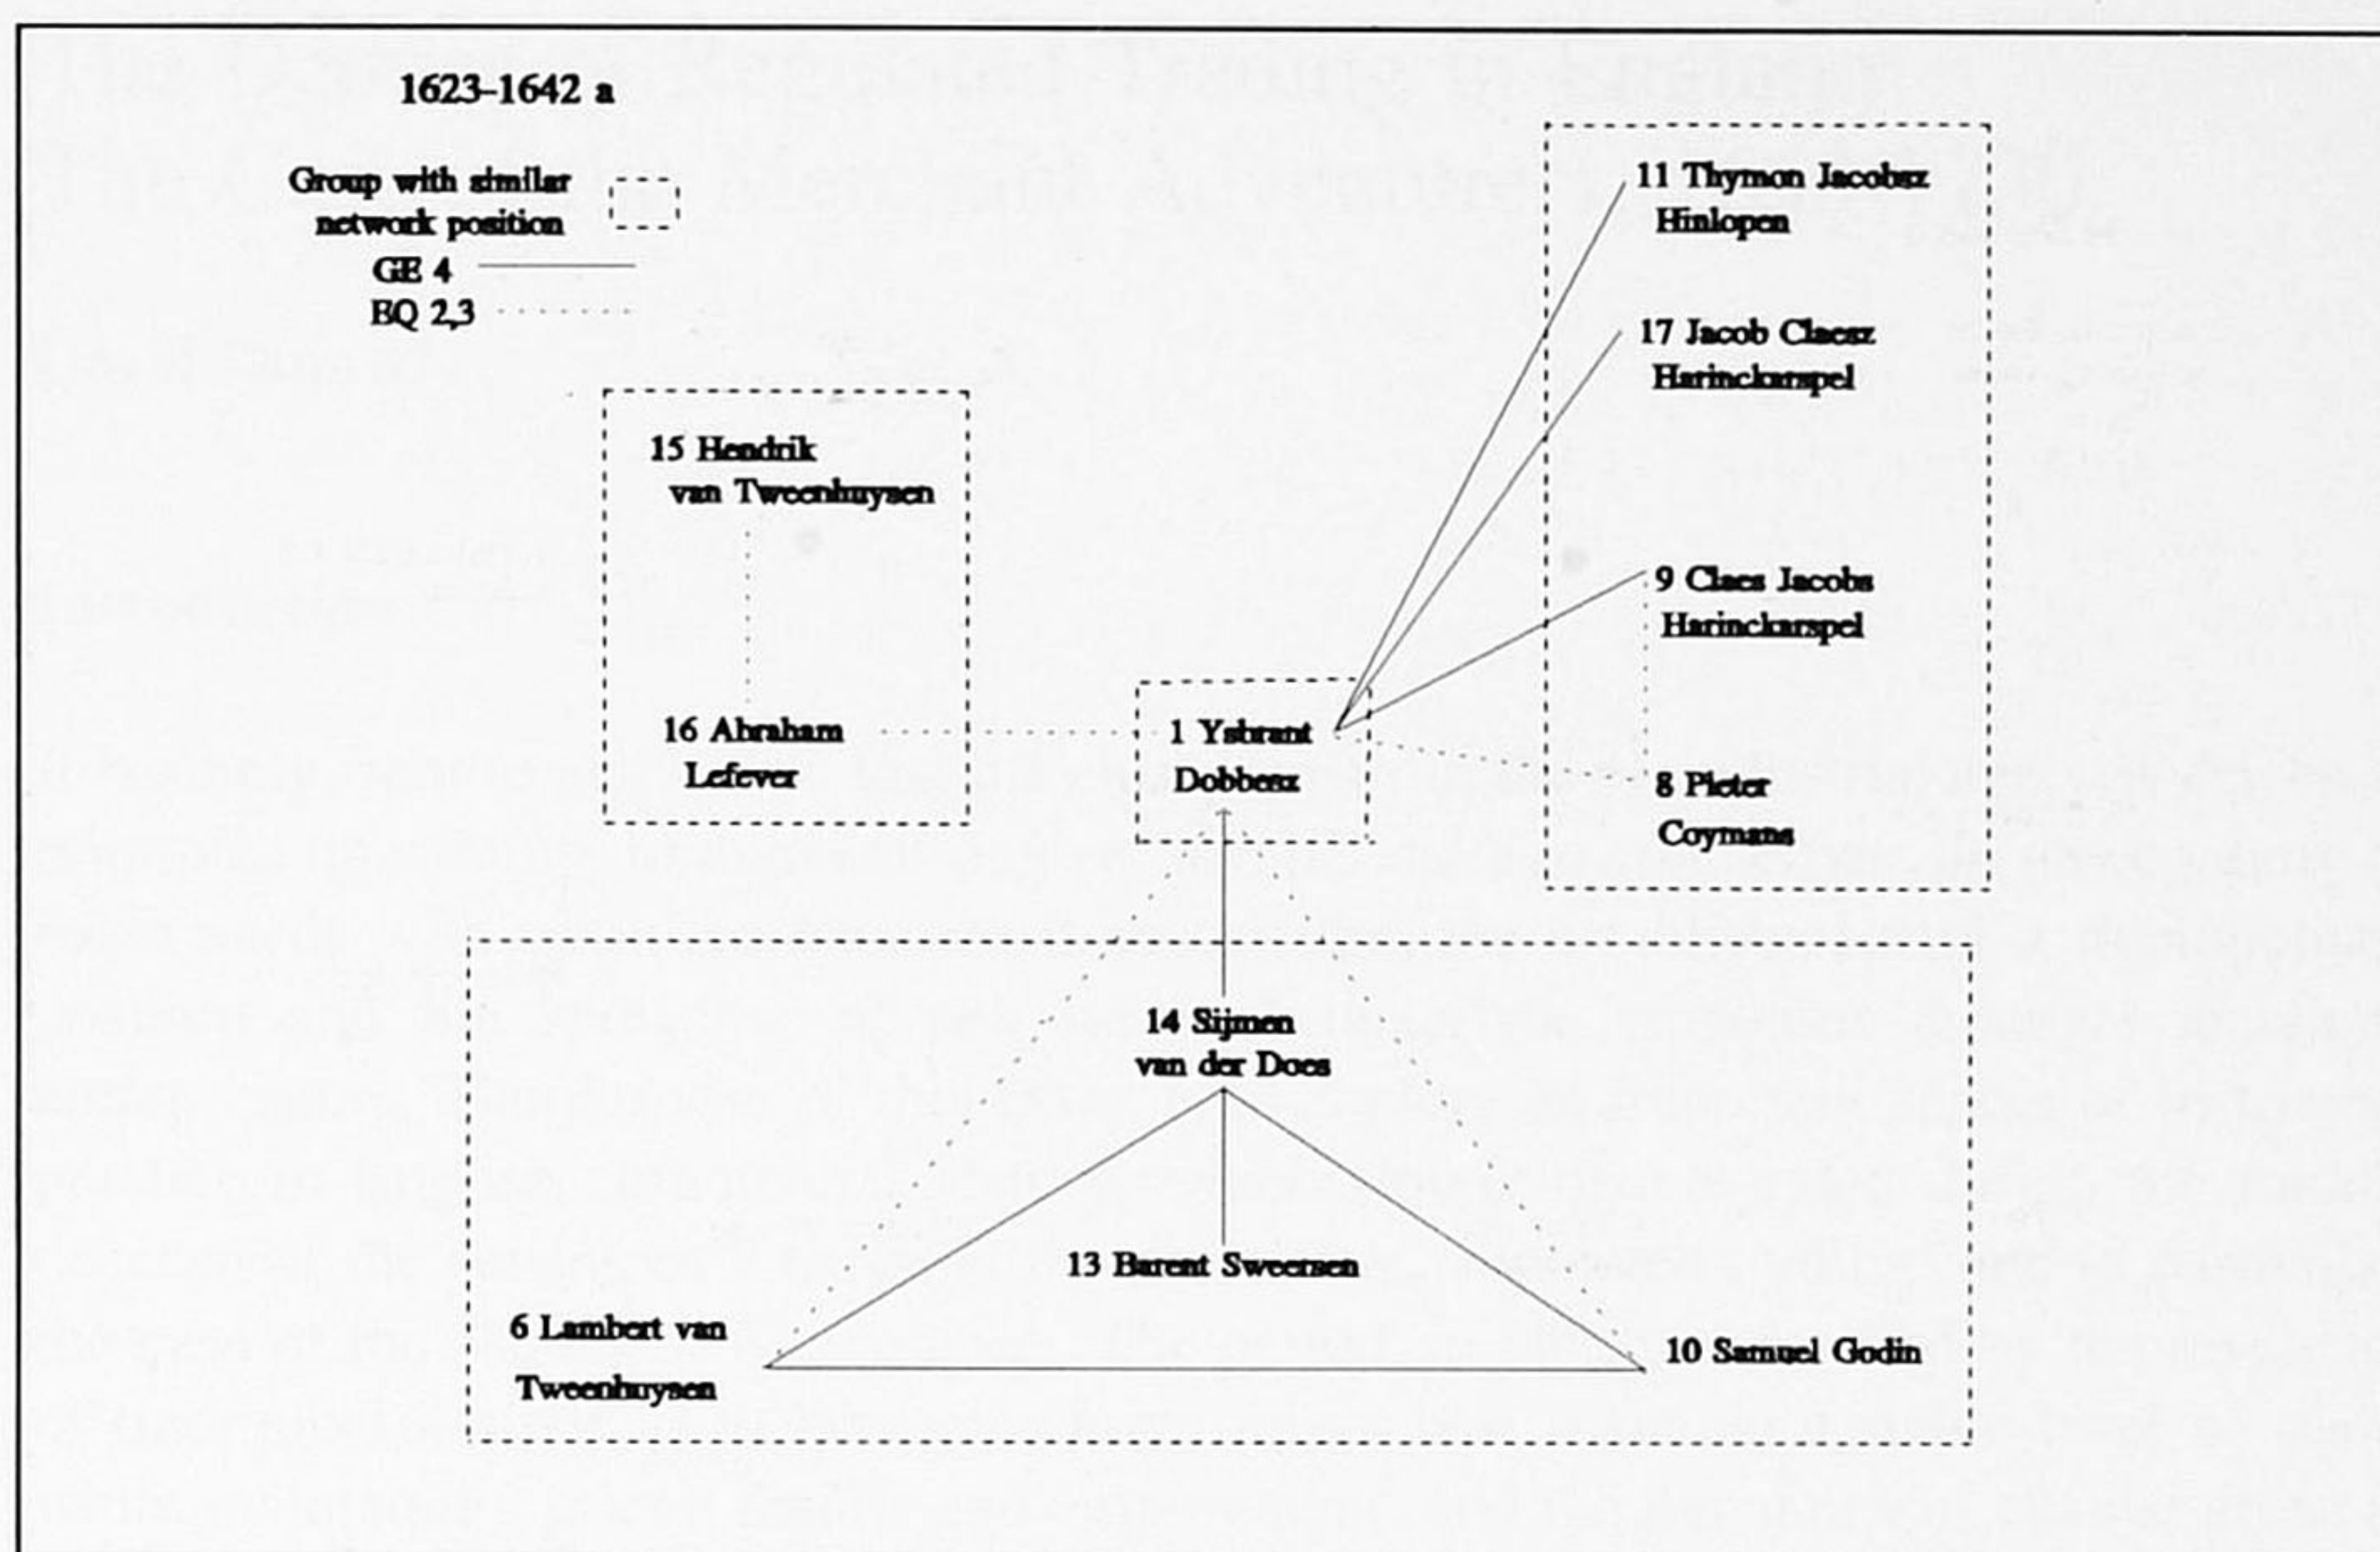 1623–1642 a
Group with similar
network position
GE 4
EQ 2,3
11 Thymon Jacobsz
Hinlopen
17 Jacob Claesz
Harinckarspel
15 Hendrik
van Tweenhuysen
9 Claes Jacobs
Harinckarspel
16 Abraham
Lefever
1 Ysbrant
Dobbesz
8 Pieter
Coymans
14 Sijmen
van der Does
13 Barent Sweersen
6 Lambert van
Tweenhuysen
10 Samuel Godin